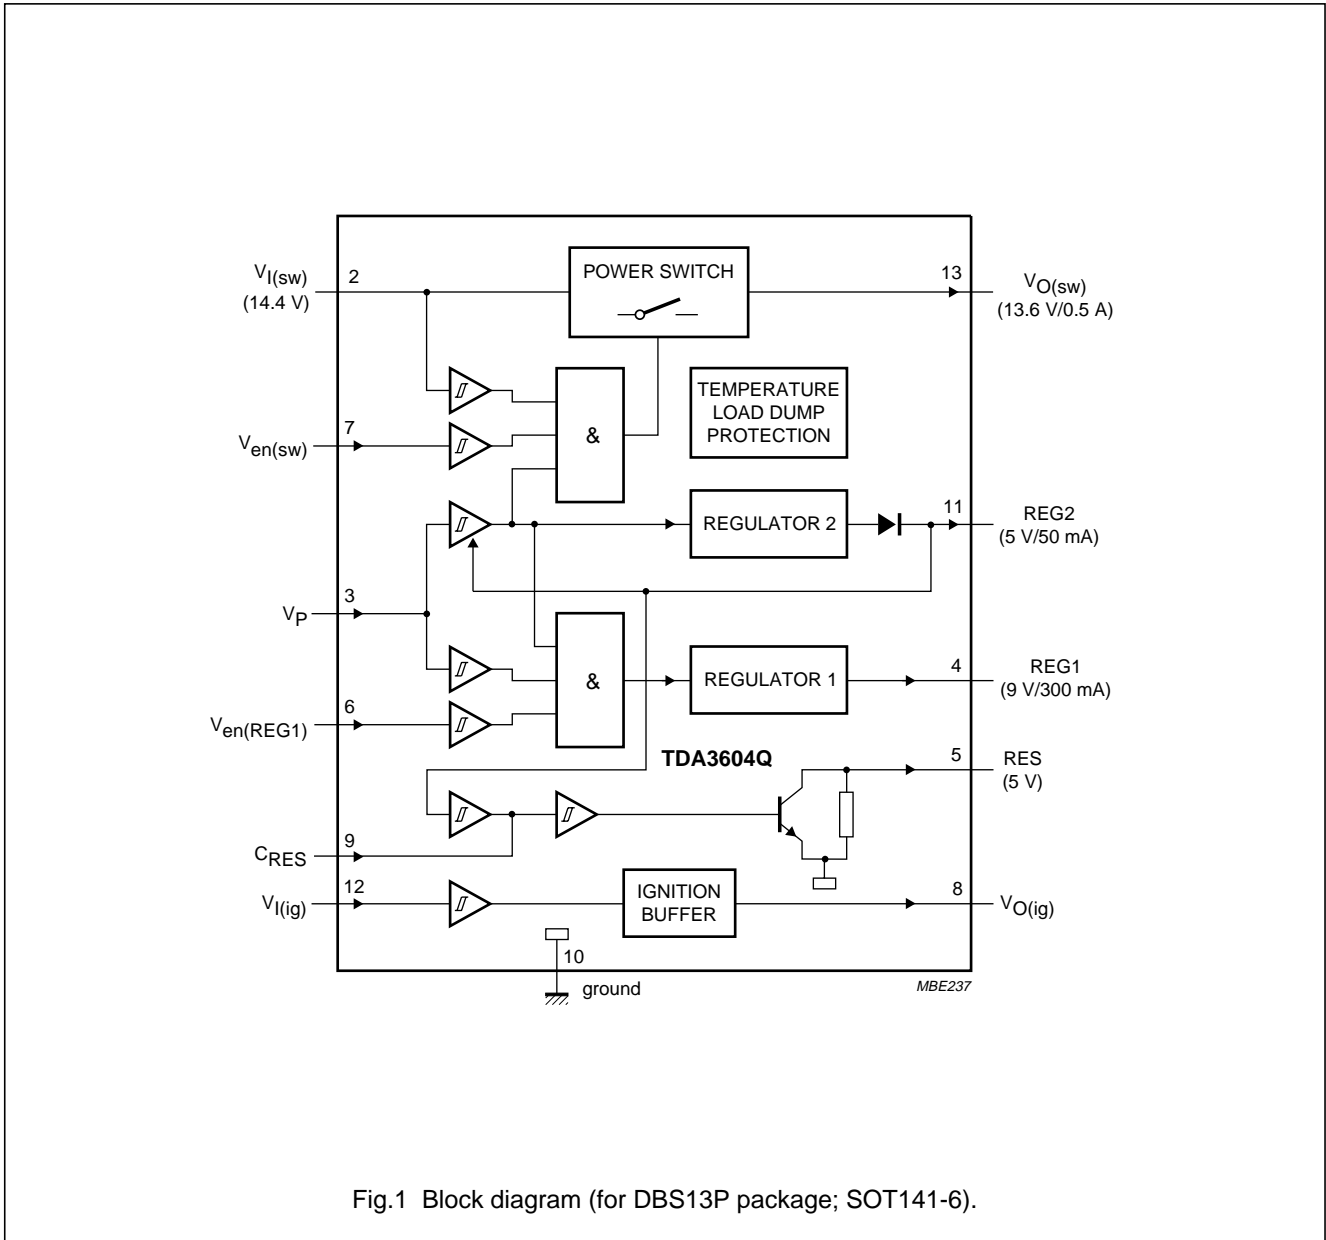 VI(sw)
(14.4 V)
2
POWER SWITCH
13
VO(sw)
(13.6 V/0.5 A)
TEMPERATURE
LOAD DUMP
PROTECTION
7
Ven(sw)
&
11
REG2
(5 V/50 mA)
REGULATOR 2
3
VP
&
REGULATOR 1
4
REG1
(9 V/300 mA)
6
Ven(REG1)
TDA3604Q
5
RES
(5 V)
9
CRES
12
VI(ig)
IGNITION
BUFFER
8
VO(ig)
10
ground
MBE237
Fig.1 Block diagram (for DBS13P package; SOT141-6).